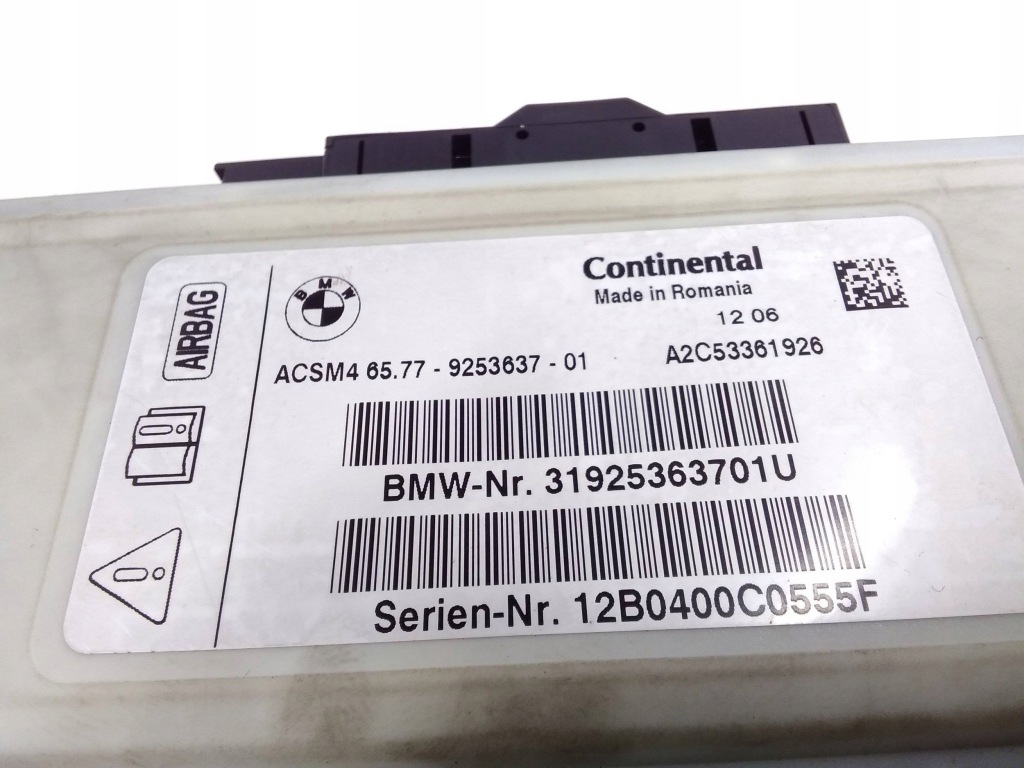 AIRBAG
BMW
Continental
Made in Romania
12 06
ACSM4 65.77 - 9253637 - 01
A2C53361926
BMW-Nr. 31925363701U
Serien-Nr. 12B0400C0555F